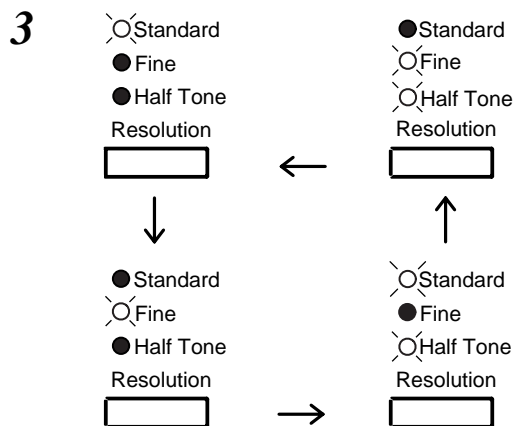 3
Standard
Fine
Half Tone
Resolution
Standard
Fine
Half Tone
Resolution
Standard
Fine
Half Tone
Resolution
Standard
Fine
Half Tone
Resolution